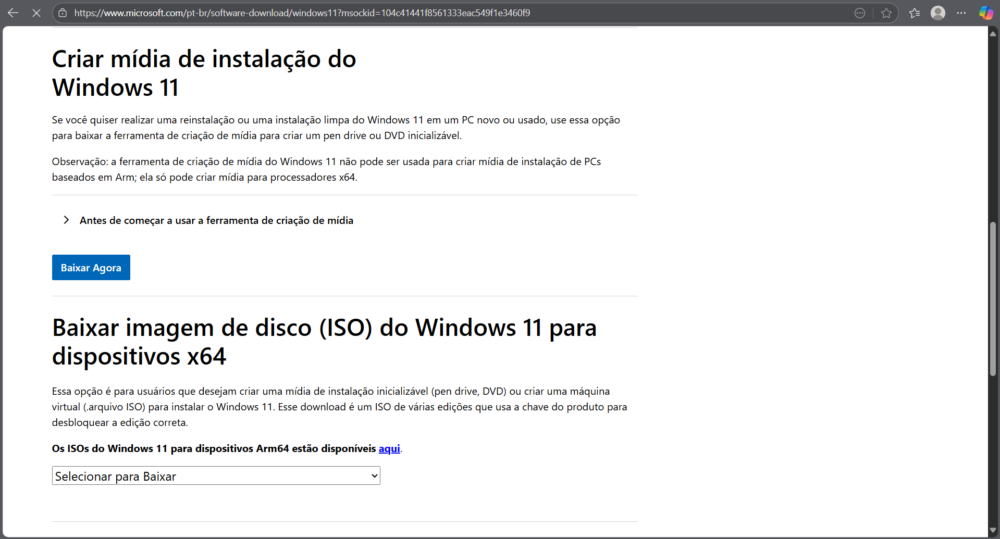 https://www.microsoft.com/pt-br/software-download/windows11?msockid=104c41441f8561333eac549f1e3460f9
Criar mídia de instalação do
Windows 11
Se você quiser realizar uma reinstalação ou uma instalação limpa do Windows 11 em um PC novo ou usado, use essa opção
para baixar a ferramenta de criação de mídia para criar um pen drive ou DVD inicializável.
Observação: a ferramenta de criação de mídia do Windows 11 não pode ser usada para criar mídia de instalação de PCs
baseados em Arm; ela só pode criar mídia para processadores x64.
Antes de começar a usar a ferramenta de criação de mídia
Baixar Agora
Baixar imagem de disco (ISO) do Windows 11 para
dispositivos x64
Essa opção é para usuários que desejam criar uma mídia de instalação inicializável (pen drive, DVD) ou criar uma máquina
virtual (.arquivo ISO) para instalar o Windows 11. Esse download é um ISO de várias edições que usa a chave do produto para
desbloquear a edição correta.
Os ISOs do Windows 11 para dispositivos Arm64 estão disponíveis aqui.
Selecionar para Baixar